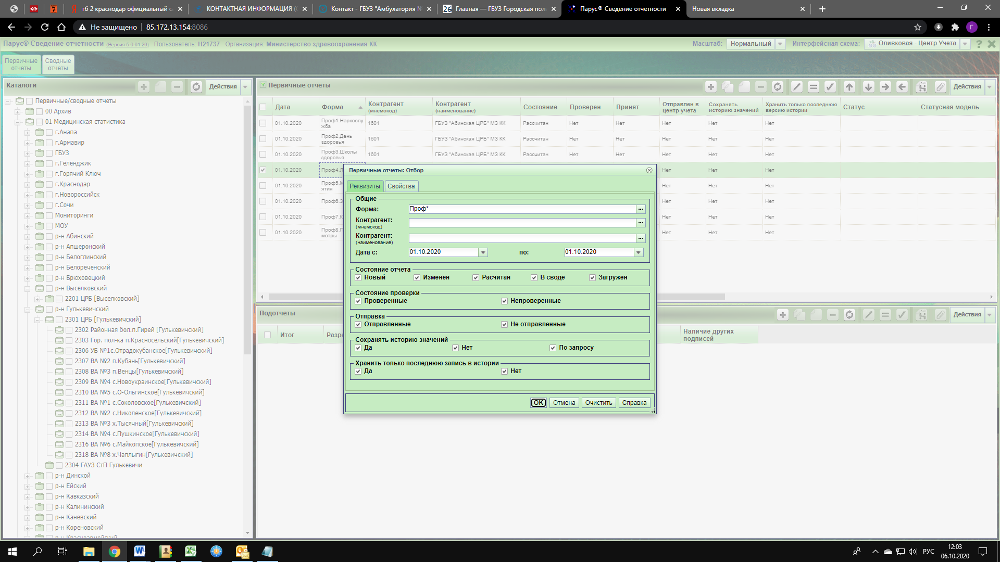 гб 2 краснодар официальный са
КОНТАКТНАЯ ИНФОРМАЦИЯ (
Контакт - ГБУЗ "Амбулатория №
Главная — ГБУЗ Городская пол
Парус® Сведение отчетности
Новая вкладка
Не защищено
85.172.13.154:8086
Парус® Сведение отчетности (Версия 5.6.61.29) Пользователь: H21737 Организация: Министерство здравоохранения КК
Масштаб: Нормальный
Интерфейсная схема: Оливковая - Центр Учета
Первичные отчеты
Сводные отчеты
Каталоги
Действия
Первичные/сводные отчеты
00 Архив
01 Медицинская статистика
г.Анапа
г.Армавир
ГБУЗ
г.Геленджик
г.Горячий Ключ
г.Краснодар
г.Новороссийск
г.Сочи
Мониторинги
МОУ
р-н Абинский
р-н Апшеронский
р-н Белоглинский
р-н Белореченский
р-н Брюховецкий
р-н Выселковский
2201 ЦРБ [Выселковский]
р-н Гулькевичский
2301 ЦРБ [Гулькевичский]
2302 Районная бол.п.Гирей [Гулькевичский]
2303 Гор. пол-ка п.Красносельский[Гулькевичский]
2306 УБ №1с.Отрадокубанское[Гулькевичский]
2307 ВА №2 п.Кубань[Гулькевичский]
2308 ВА №3 п.Венцы[Гулькевичский]
2309 ВА №4 с.Новоукраинское[Гулькевичский]
2310 ВА №5 с.О-Ольгинское[Гулькевичский]
2311 ВА №1 с.Соколовское[Гулькевичский]
2312 ВА №2 с.Николенское[Гулькевичский]
2313 ВА №3 х.Тысячный[Гулькевичский]
2314 ВА №4 с.Пушкинское[Гулькевичский]
2316 ВА №6 с.Майкопское[Гулькевичский]
2318 ВА №8 х.Чаплыгин[Гулькевичский]
2304 ГАУЗ СтП Гулькевичи
р-н Динской
р-н Ейский
р-н Кавказский
р-н Калининский
р-н Каневский
р-н Кореновский
р-н Красноармейский
Первичные отчеты
Действия
Дата Форма Контрагент (мнемокод) Контрагент (наименование) Состояние Проверен Принят Отправлен в центр учета Сохранять историю значений Хранить только последнюю версию истории Статус Статусная модель
01.10.2020 Проф1.Наркослужба 1601 ГБУЗ "Абинская ЦРБ" МЗ КК Рассчитан Нет Нет Нет Нет Нет
01.10.2020 Проф2.День здоровья 1601 ГБУЗ "Абинская ЦРБ" МЗ КК Рассчитан Нет Нет Нет Нет Нет
01.10.2020 Проф3.Школы здоровья 1601 ГБУЗ "Абинская ЦРБ" МЗ КК Рассчитан Нет Нет Нет Нет Нет
01.10.2020 Проф4.Л Нет Нет Нет
01.10.2020 Проф5.М ятия Нет Нет Нет
01.10.2020 Проф6.З Нет Нет Нет
01.10.2020 Проф7.К Нет Нет Нет
01.10.2020 Проф8.П мотры Нет Нет Нет
Первичные отчеты: Отбор
Реквизиты
Свойства
Общие
Форма: Проф*
Контрагент: (мнемокод)
Контрагент: (наименование)
Дата с: 01.10.2020 по: 01.10.2020
Состояние отчета
Новый Изменен Расчитан В своде Загружен
Состояние проверки
Проверенные Непроверенные
Отправка
Отправленные Не отправленные
Сохранять историю значений
Да Нет По запросу
Хранить только последнюю запись в истории
Да Нет
OK Отмена Очистить Справка
Подотчеты
Действия
Итог Разре
Наличие других подписей
РУС
12:03
06.10.2020